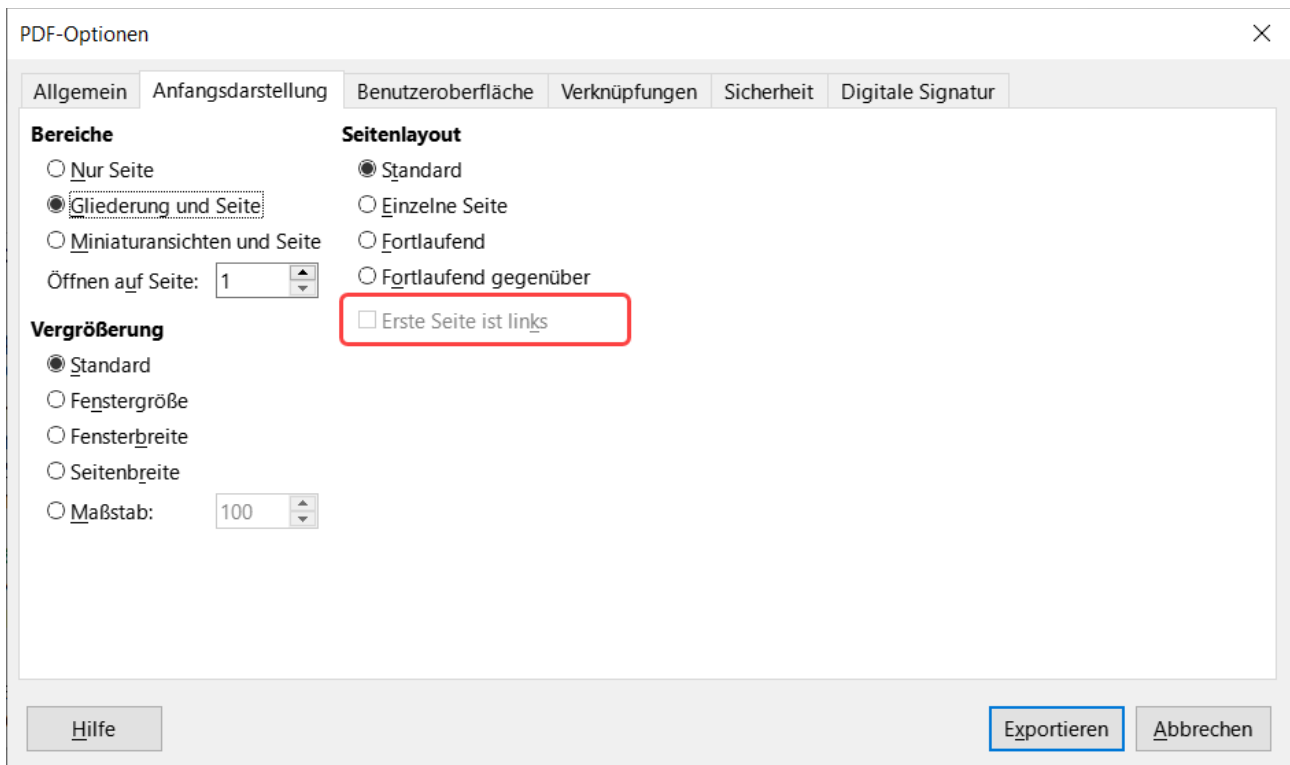 PDF-Optionen
Allgemein Anfangsdarstellung Benutzeroberfläche Verknüpfungen Sicherheit Digitale Signatur
Bereiche
Nur Seite
Gliederung und Seite
Miniaturansichten und Seite
Öffnen auf Seite: 1
Vergrößerung
Standard
Fenstergröße
Fensterbreite
Seitenbreite
Maßstab: 100
Seitenlayout
Standard
Einzelne Seite
Fortlaufend
Fortlaufend gegenüber
Erste Seite ist links
Hilfe Exportieren Abbrechen